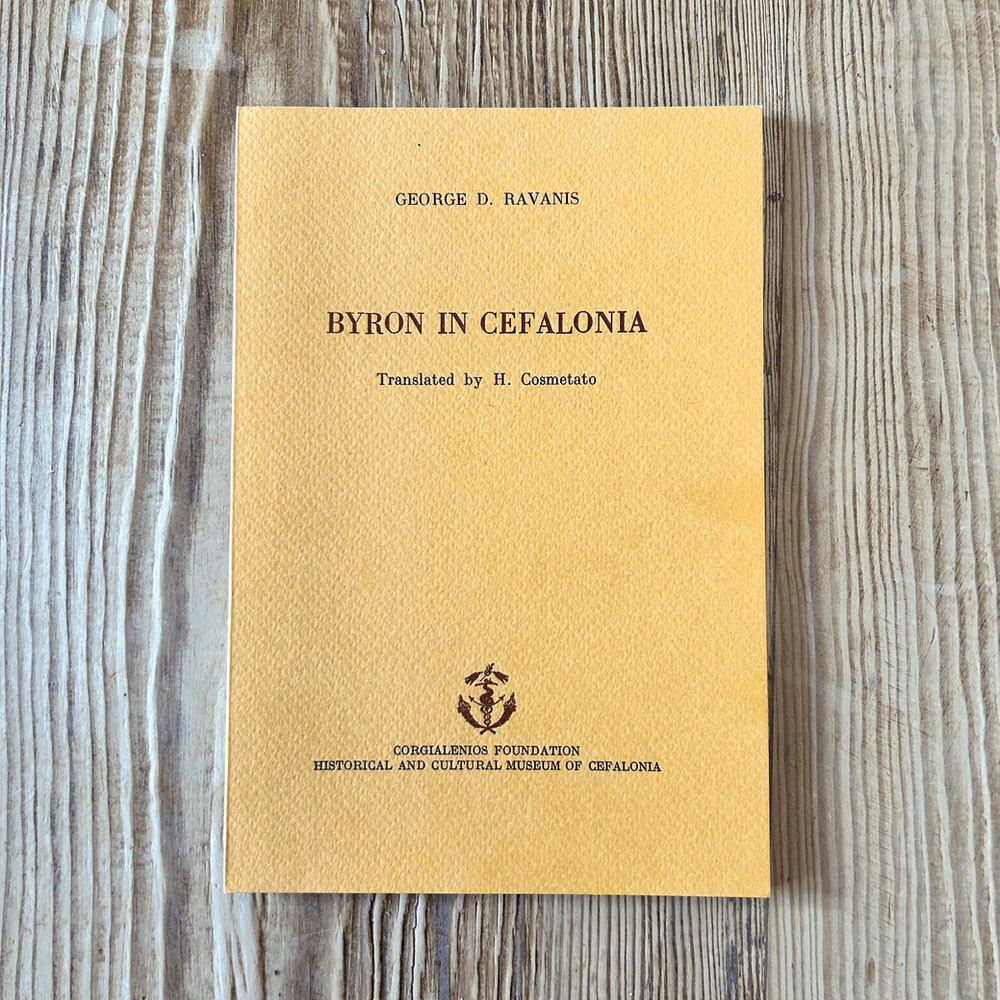 GEORGE D. RAVANIS
BYRON IN CEFALONIA
Translated by H. Cosmetato
CORGIALENIOS FOUNDATION
HISTORICAL AND CULTURAL MUSEUM OF CEFALONIA